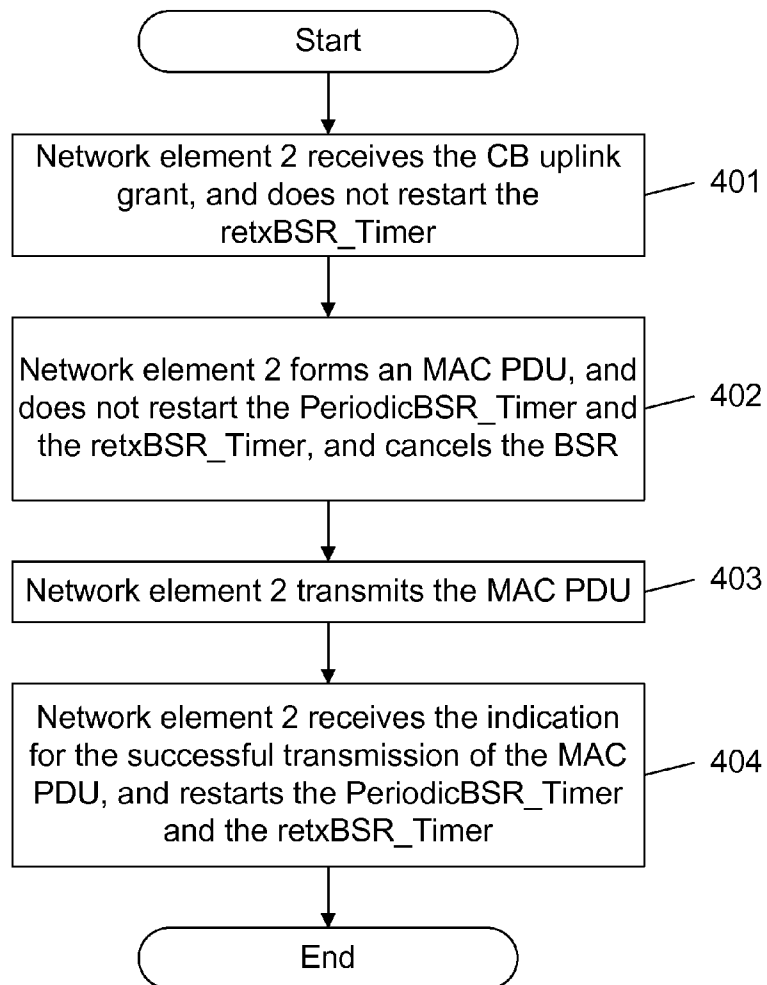 Start
Network element 2 receives the CB uplink
grant, and does not restart the
retxBSR_Timer
401
Network element 2 forms an MAC PDU, and
does not restart the PeriodicBSR_Timer and
the retxBSR_Timer, and cancels the BSR
402
Network element 2 transmits the MAC PDU
403
Network element 2 receives the indication
for the successful transmission of the MAC
PDU, and restarts the PeriodicBSR_Timer
and the retxBSR_Timer
404
End